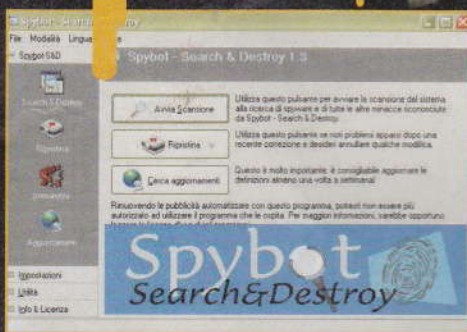 Spybot - Search & Destroy
File Modalità Lingua
Spybot-S&D
Spybot - Search & Destroy 1.3
Search & Destroy
Avvia Scansione
Utilizza questo pulsante per avviare la scansione del sistema
alla ricerca di spyware e di tutte le altre minacce sconosciute
da Spybot - Search & Destroy.
Ripristina
Ripristina
Utilizza questo pulsante se noti problemi apparsi dopo una
recente correzione e desideri annullare qualche modifica.
Immunizza
Cerca aggiornamenti
Questo è molto importante, è consigliabile aggiornare le
definizioni almeno una volta a settimana!
Aggiornamenti
Rimuovendo le pubblicità automatizzate con questo programma, potresti non essere più
autorizzato ad utilizzare il programma che le ospita. Per maggiori informazioni, sarebbe opportuno
Spybot
Search&Destroy
Impostazioni
Utilità
Info & Licenza